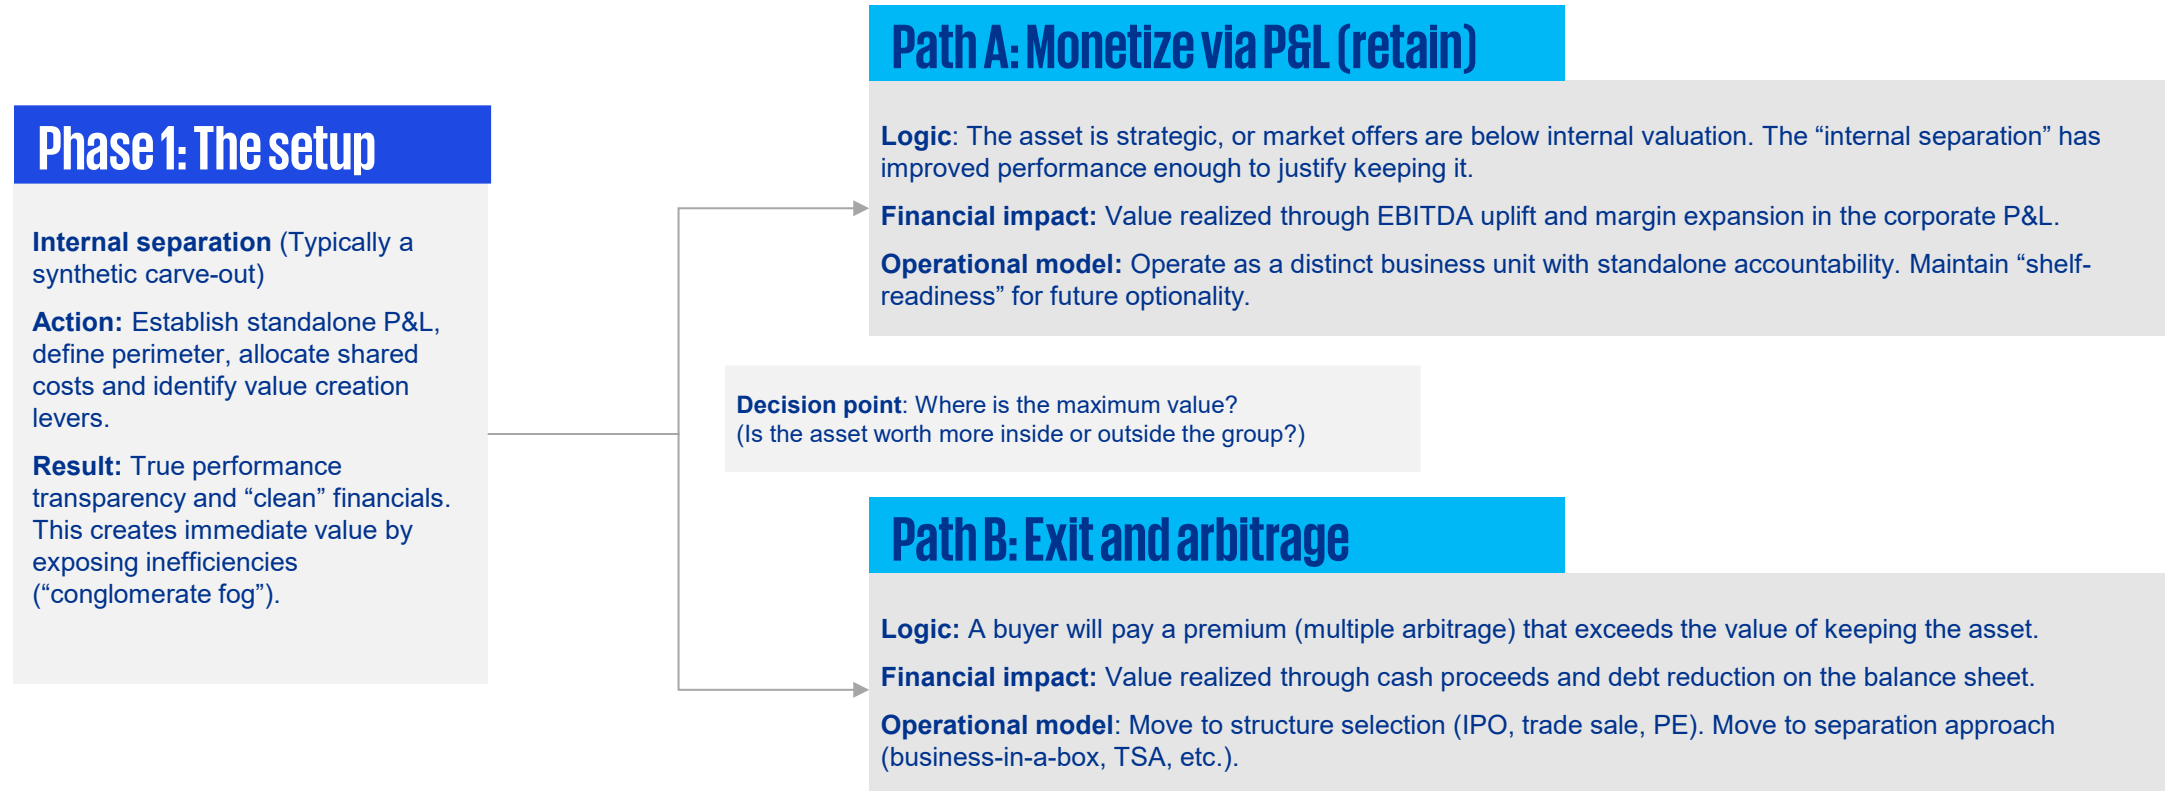 Phase 1: The setup
Internal separation (Typically a
synthetic carve-out)
Action: Establish standalone P&L,
define perimeter, allocate shared
costs and identify value creation
levers.
Result: True performance
transparency and “clean” financials.
This creates immediate value by
exposing inefficiencies
(“conglomerate fog”).
Path A: Monetize via P&L (retain)
Logic: The asset is strategic, or market offers are below internal valuation. The “internal separation” has
improved performance enough to justify keeping it.
Financial impact: Value realized through EBITDA uplift and margin expansion in the corporate P&L.
Operational model: Operate as a distinct business unit with standalone accountability. Maintain “shelf-
readiness” for future optionality.
Decision point: Where is the maximum value?
(Is the asset worth more inside or outside the group?)
Path B: Exit and arbitrage
Logic: A buyer will pay a premium (multiple arbitrage) that exceeds the value of keeping the asset.
Financial impact: Value realized through cash proceeds and debt reduction on the balance sheet.
Operational model: Move to structure selection (IPO, trade sale, PE). Move to separation approach
(business-in-a-box, TSA, etc.).